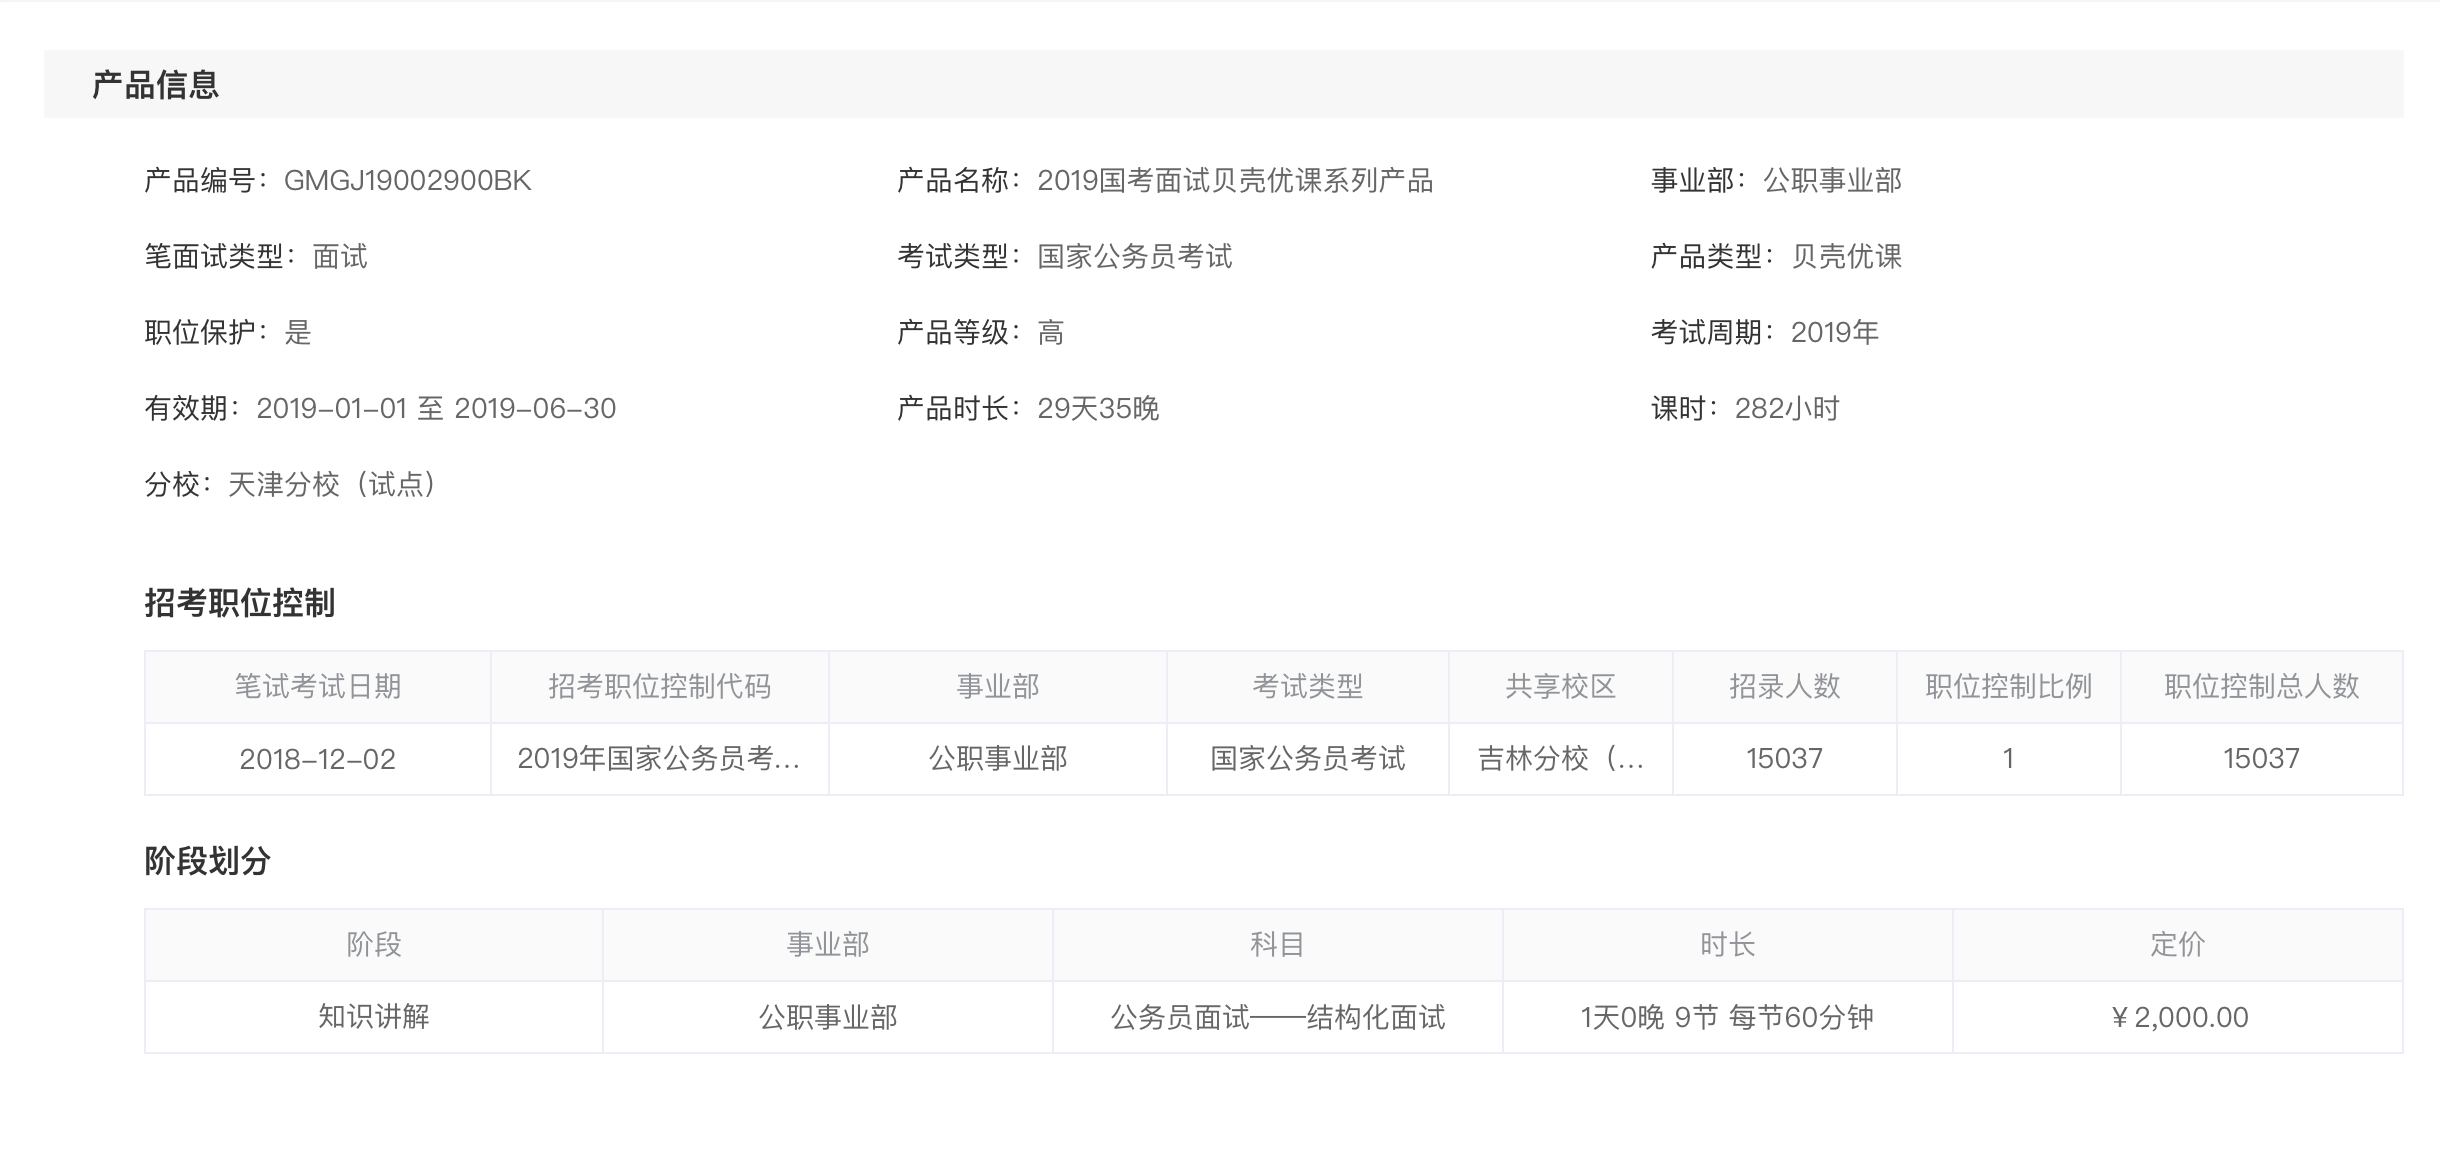 产品信息
产品编号：GMGJ19002900BK 产品名称：2019国考面试贝壳优课系列产品 事业部：公职事业部
笔面试类型：面试 考试类型：国家公务员考试 产品类型：贝壳优课
职位保护：是 产品等级：高 考试周期：2019年
有效期：2019-01-01 至 2019-06-30 产品时长：29天35晚 课时：282小时
分校：天津分校（试点）
招考职位控制
笔试考试日期 招考职位控制代码 事业部 考试类型 共享校区 招录人数 职位控制比例 职位控制总人数
2018-12-02 2019年国家公务员考... 公职事业部 国家公务员考试 吉林分校（... 15037 1 15037
阶段划分
阶段 事业部 科目 时长 定价
知识讲解 公职事业部 公务员面试——结构化面试 1天0晚 9节 每节60分钟 ¥2,000.00